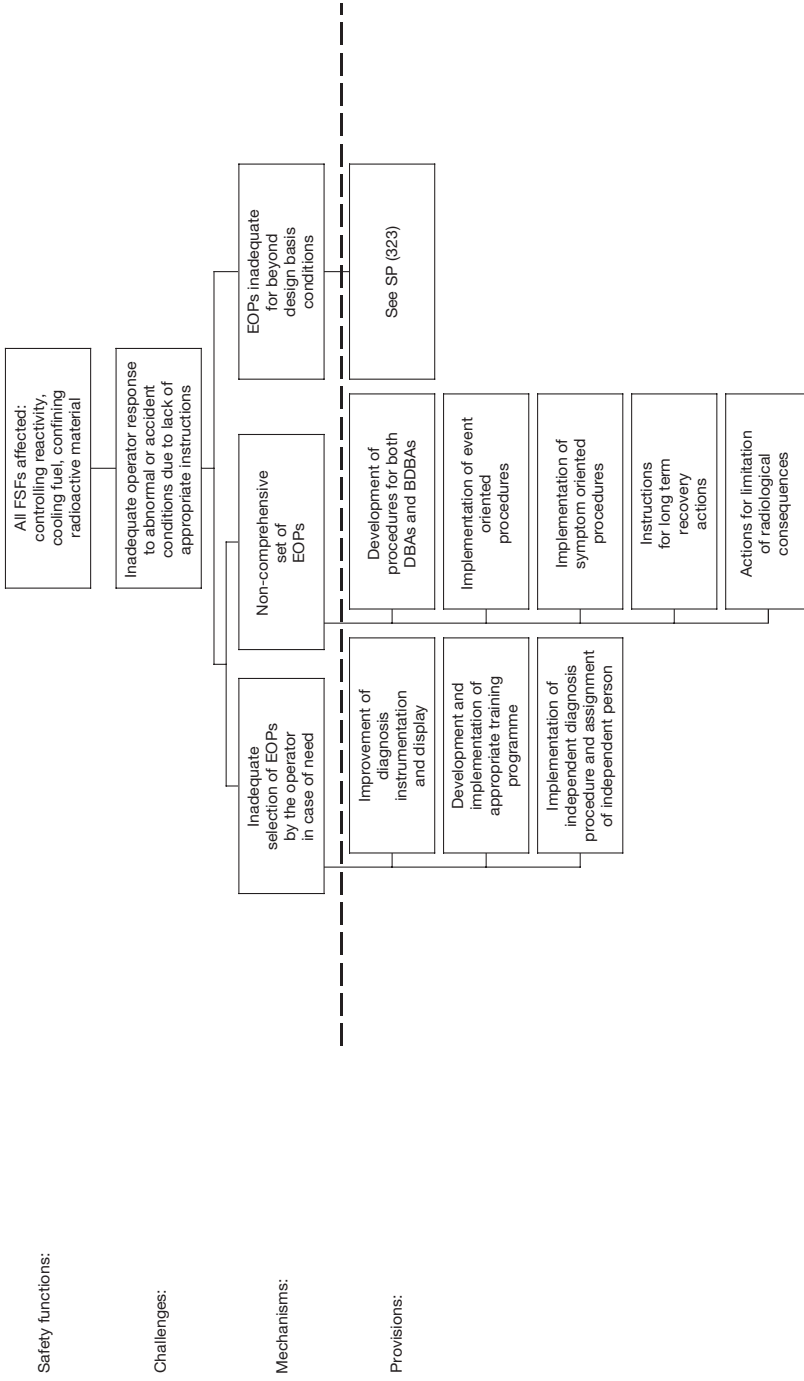 Safety functions:
All FSFs affected:
controlling reactivity,
cooling fuel, confining
radioactive material
Challenges:
Inadequate operator response
to abnormal or accident
conditions due to lack of
appropriate instructions
Mechanisms:
Inadequate
selection of EOPs
by the operator
in case of need
Non-comprehensive
set of
EOPs
EOPs inadequate
for beyond
design basis
conditions
Provisions:
Improvement of
diagnosis
instrumentation
and display
Development and
implementation of
appropriate training
programme
Implementation of
independent diagnosis
procedure and assignment
of independent person
Development of
procedures for both
DBAs and BDBAs
Implementation of event
oriented
procedures
Implementation of
symptom oriented
procedures
Instructions
for long term
recovery
actions
Actions for limitation
of radiological
consequences
See SP (323)